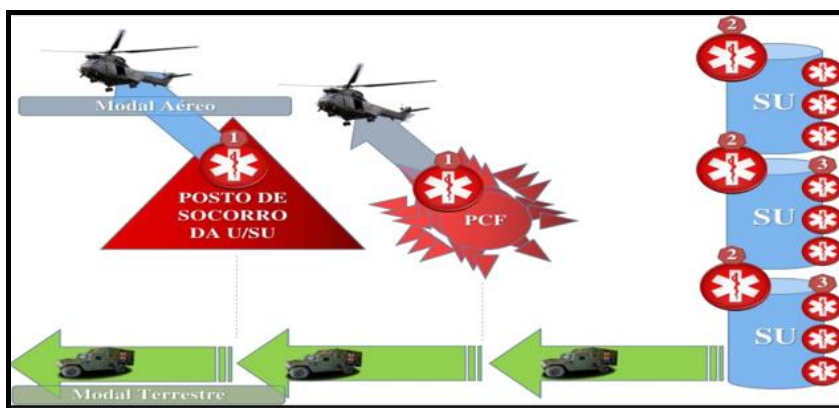 Modal Aéreo
1
POSTO DE
SOCORRO
DA U/SU
1
PCF
2
SU
2
3
SU
2
3
SU
Modal Terrestre